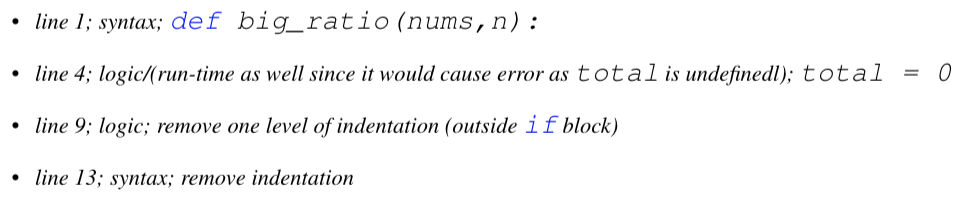 • line 1; syntax; def big_ratio(nums,n):
• line 4; logic/(run-time as well since it would cause error as total is undefinedl); total = 0
• line 9; logic; remove one level of indentation (outside if block)
• line 13; syntax; remove indentation